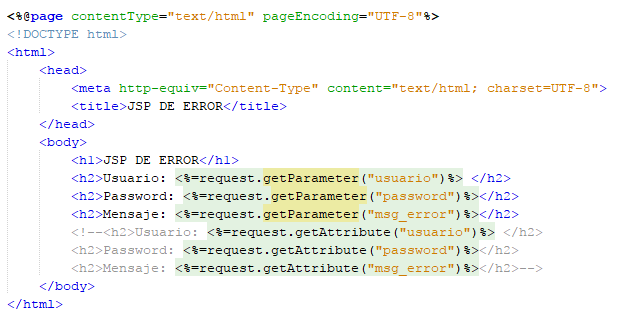 <%@page contentType="text/html" pageEncoding="UTF-8"%>
<!DOCTYPE html>
<html>
    <head>
        <meta http-equiv="Content-Type" content="text/html; charset=UTF-8">
        <title>JSP DE ERROR</title>
    </head>
    <body>
        <h1>JSP DE ERROR</h1>
        <h2>Usuario: <%=request.getParameter("usuario")%> </h2>
        <h2>Password: <%=request.getParameter("password")%></h2>
        <h2>Mensaje: <%=request.getParameter("msg_error")%></h2>
        <!--<h2>Usuario: <%=request.getAttribute("usuario")%> </h2>
        <h2>Password: <%=request.getAttribute("password")%></h2>
        <h2>Mensaje: <%=request.getAttribute("msg_error")%></h2>-->
    </body>
</html>